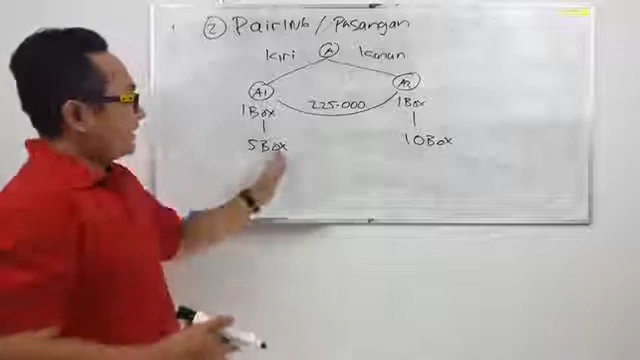 ② Pairing / Pasangan
kiri A kanan
A1 A2
1 Box 225.000 1 Box
5 Box 10 Box